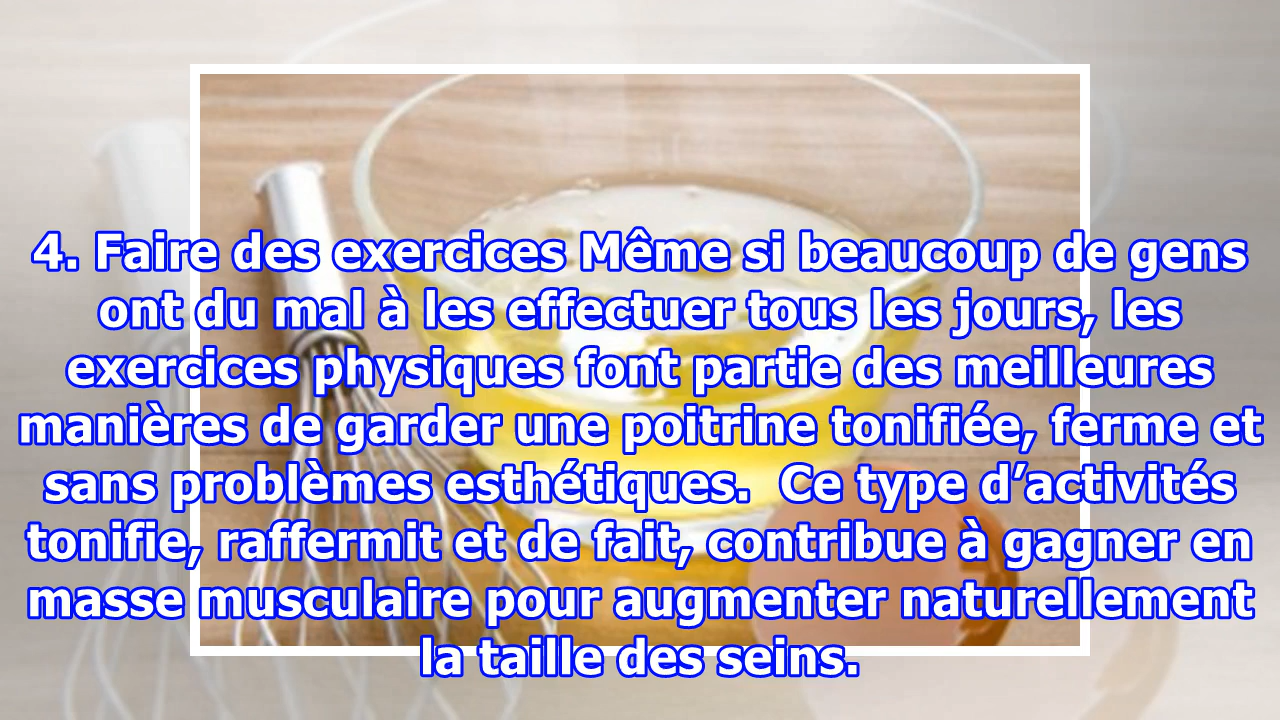 4. Faire des exercices Même si beaucoup de gens
ont du mal à les effectuer tous les jours, les
exercices physiques font partie des meilleures
manières de garder une poitrine tonifiée, ferme et
sans problèmes esthétiques.  Ce type d’activités
tonifie, raffermit et de fait, contribue à gagner en
masse musculaire pour augmenter naturellement
la taille des seins.